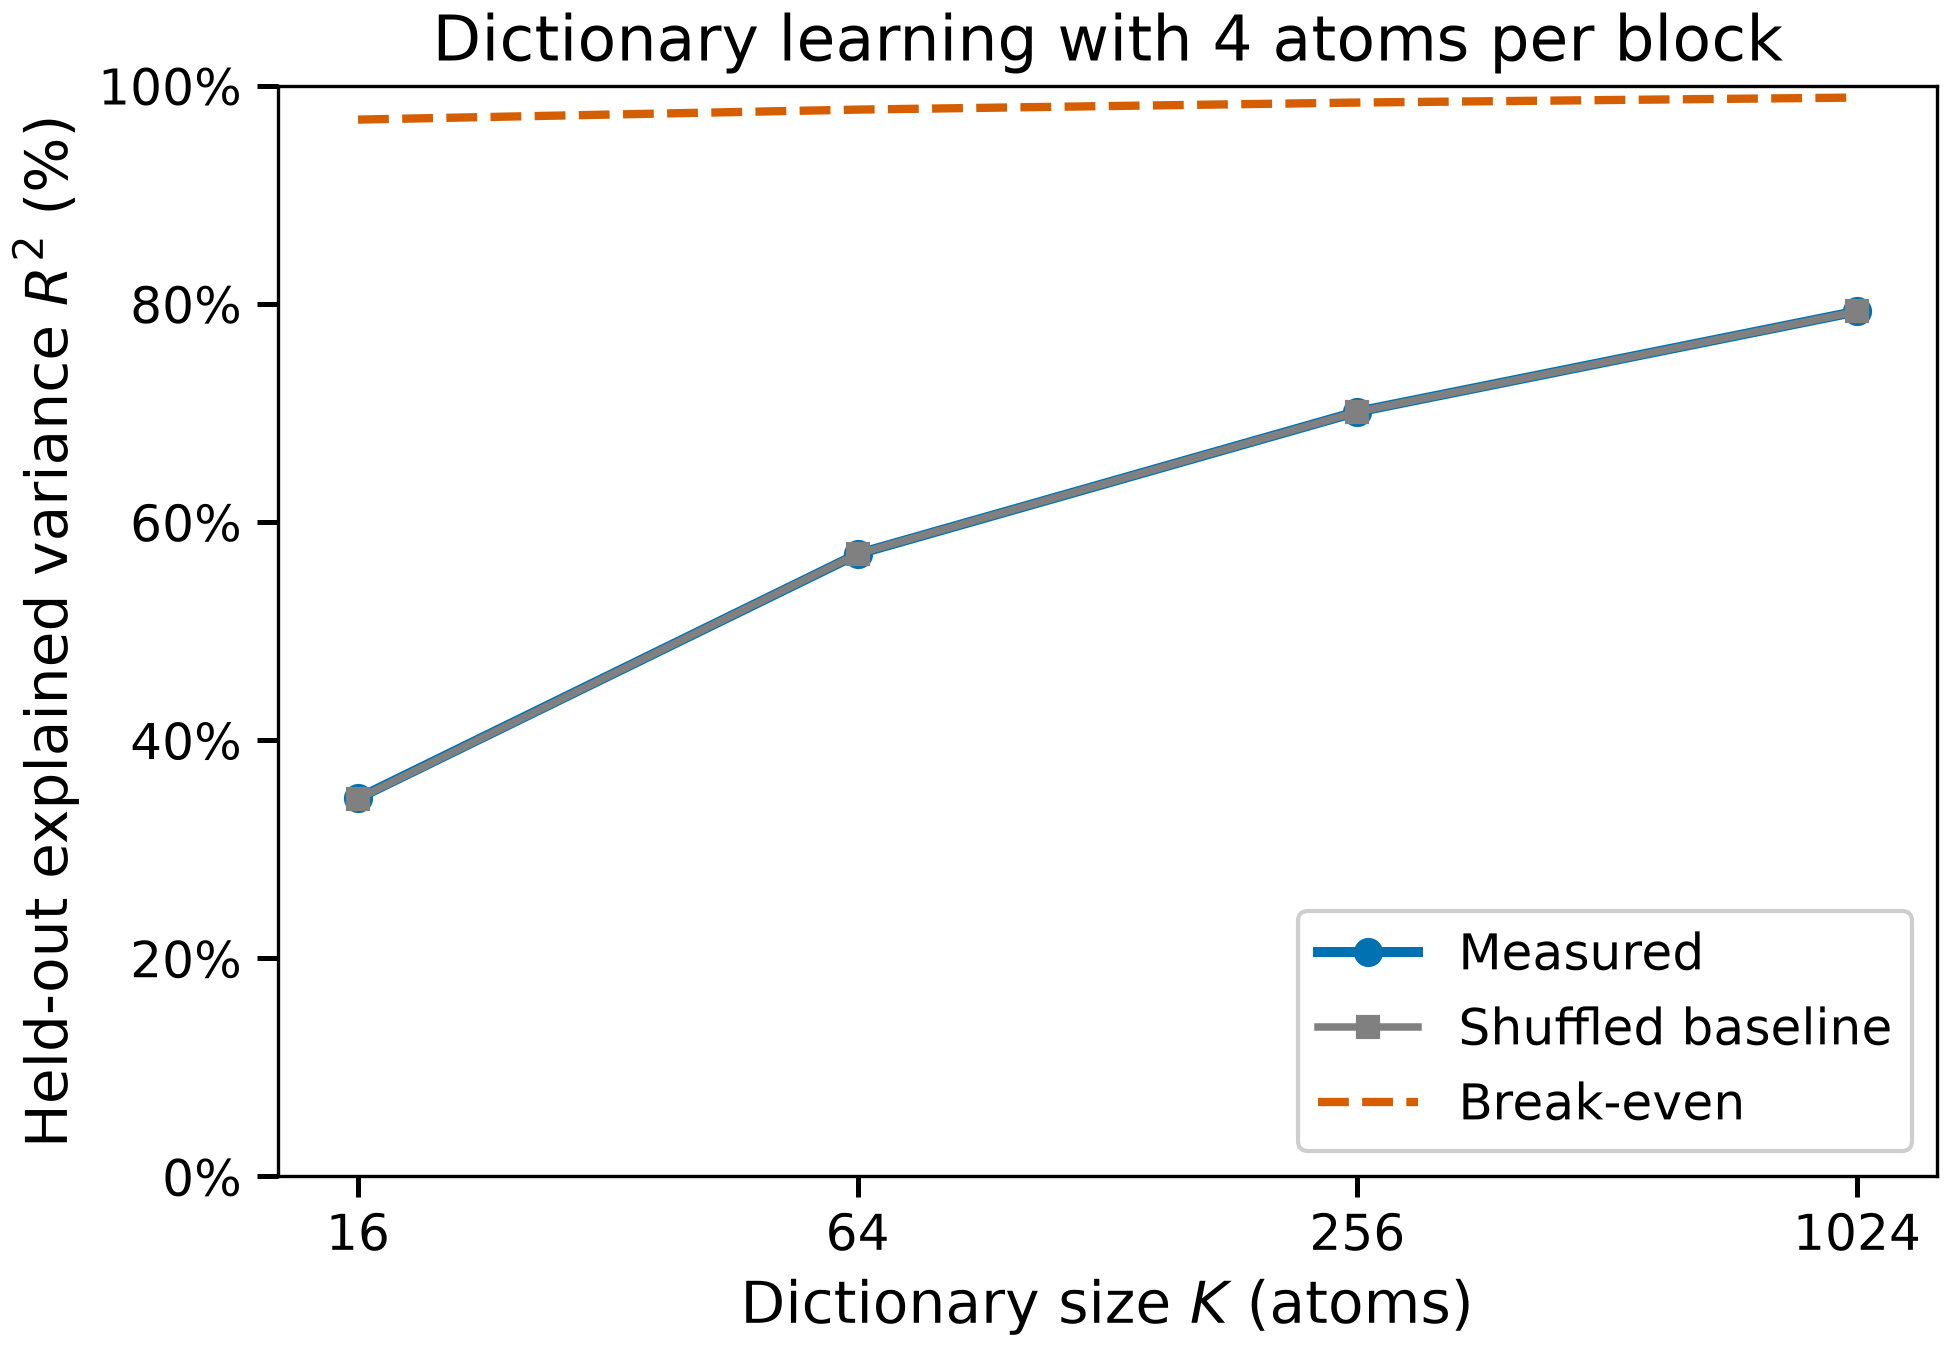 Dictionary learning with 4 atoms per block
Held-out explained variance R² (%)
100%
80%
60%
40%
20%
0%
16
64
256
1024
Dictionary size K (atoms)
Measured
Shuffled baseline
Break-even